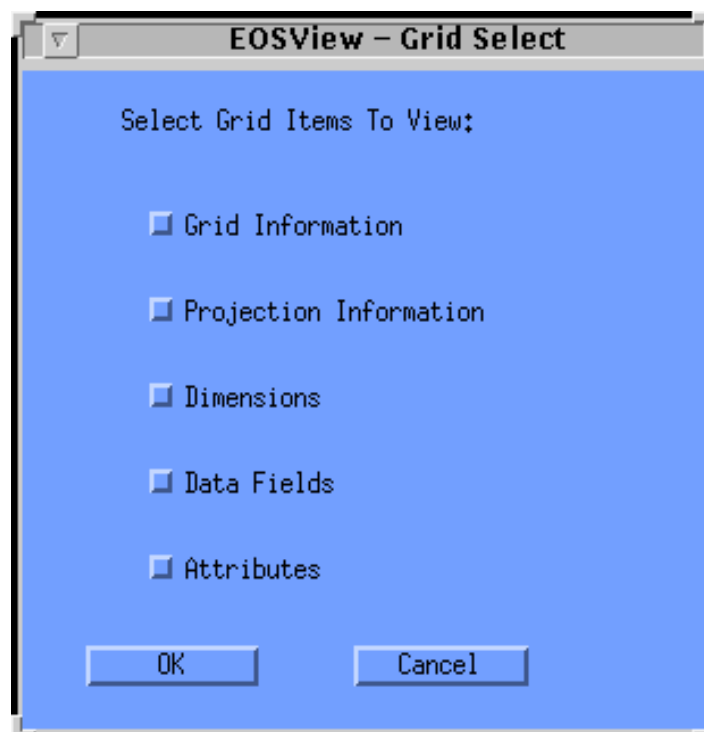 EOSView – Grid Select
Select Grid Items To View:
Grid Information
Projection Information
Dimensions
Data Fields
Attributes
OK Cancel